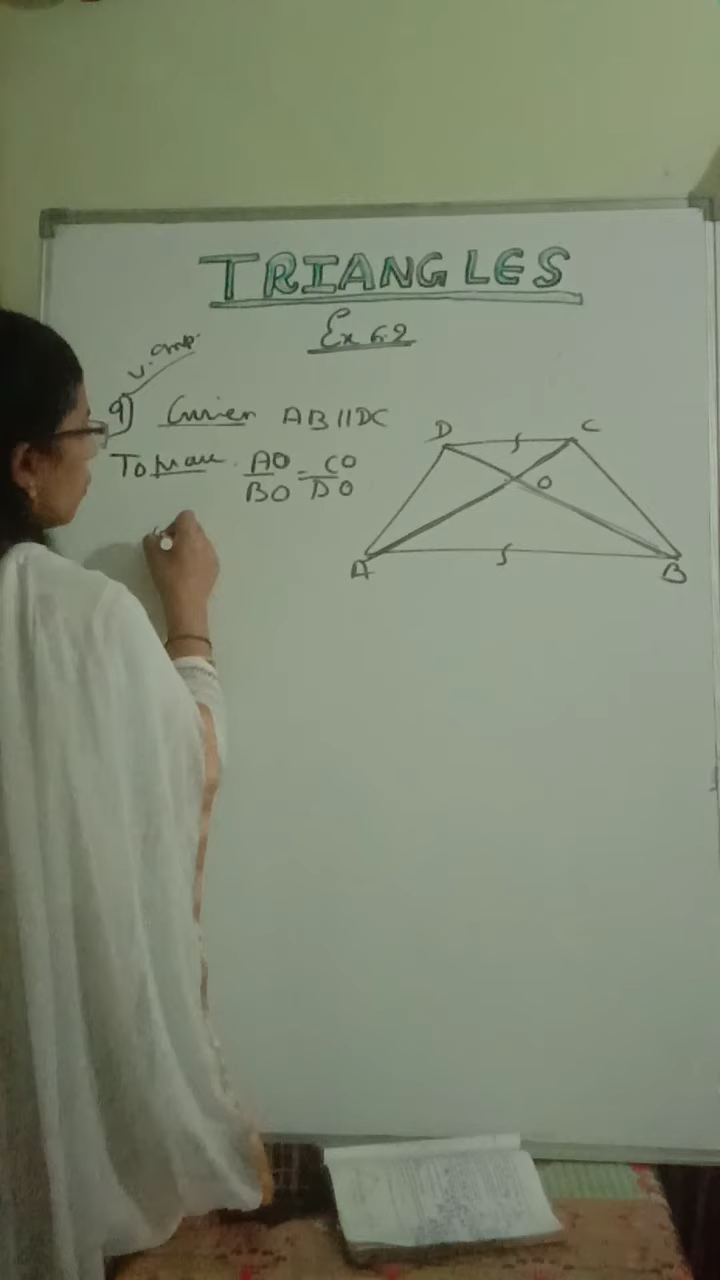 TRIANGLES
Ex 6.2
v. imp.
9) Given AB || DC
To prove AO/BO = CO/DO
D C
O
A B